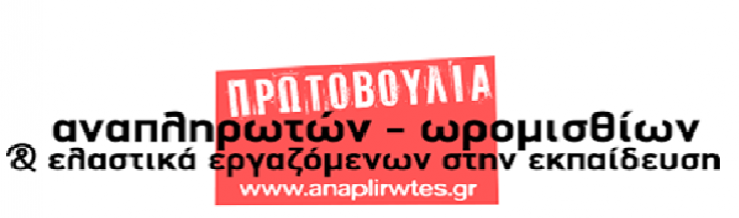 ΠΡΩΤΟΒΟΥΛΙΑ
αναπληρωτών - ωρομισθίων
& ελαστικά εργαζόμενων στην εκπαίδευση
www.anaplirwtes.gr